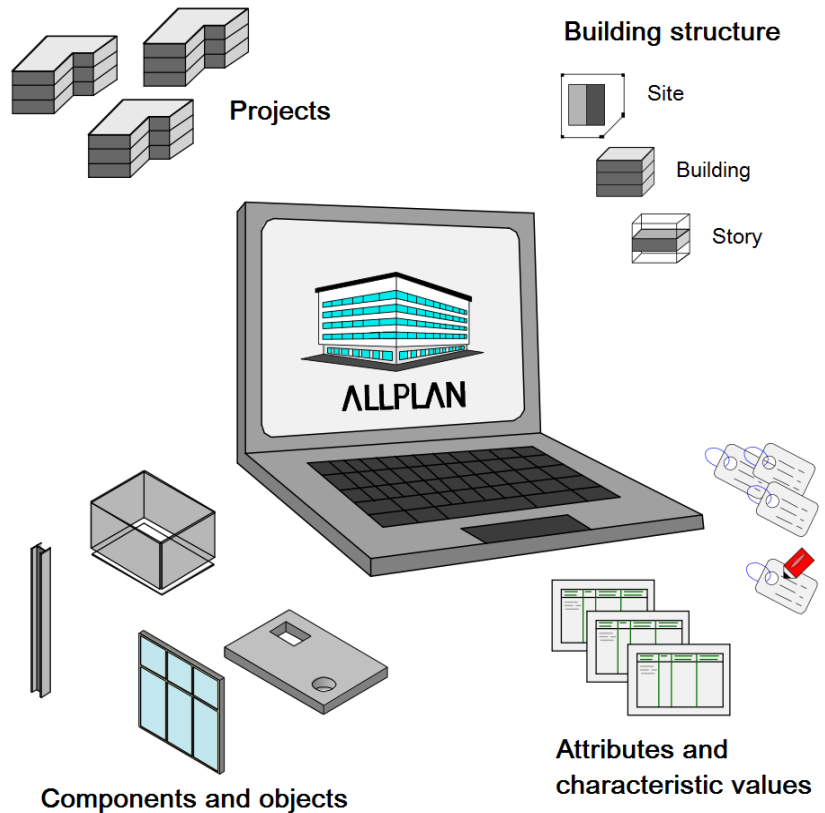 Building structure
Site
Projects
Building
Story
ALLPLAN
Attributes and
characteristic values
Components and objects